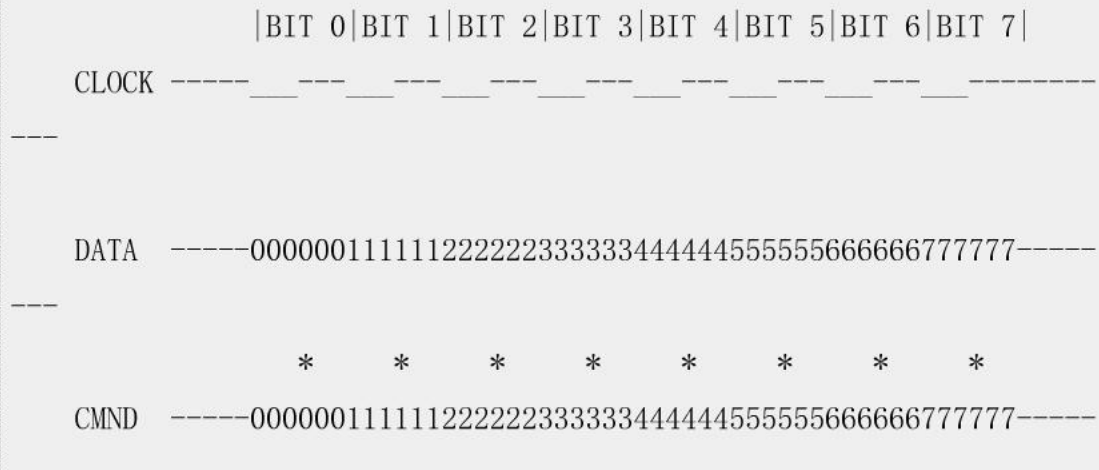 |BIT 0|BIT 1|BIT 2|BIT 3|BIT 4|BIT 5|BIT 6|BIT 7|
CLOCK -----___---___---___---___---___---___---___---___--------
---
DATA  -----000000111111222222333333444444555555666666777777-----
---
*     *     *     *     *     *     *     *
CMND  -----000000111111222222333333444444555555666666777777-----